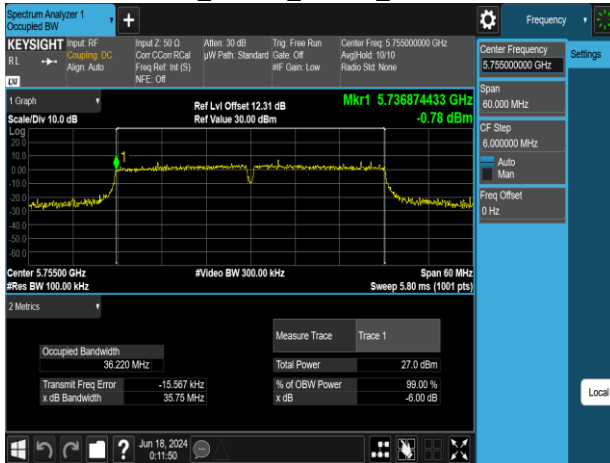 Spectrum Analyzer 1
Occupied BW
Frequency
KEYSIGHT Input: RF
R L
Coupling: DC
Align: Auto
LXI
Input Z: 50 Ω
Corr CCorr RCal
Freq Ref: Int (S)
NFE: Off
Atten: 30 dB
µW Path: Standard
Trig: Free Run
Gate: Off
#IF Gain: Low
Center Freq: 5.755000000 GHz
Avg|Hold: 10/10
Radio Std: None
Center Frequency
5.755000000 GHz
Settings
Span
60.000 MHz
CF Step
6.000000 MHz
Auto
Man
Freq Offset
0 Hz
Local
1 Graph
Scale/Div 10.0 dB
Ref Lvl Offset 12.31 dB
Ref Value 30.00 dBm
Mkr1 5.736874433 GHz
-0.78 dBm
Log
20.0
10.0
0.00
-10.0
-20.0
-30.0
-40.0
-50.0
-60.0
1
Center 5.75500 GHz
#Res BW 100.00 kHz
#Video BW 300.00 kHz
Span 60 MHz
Sweep 5.80 ms (1001 pts)
2 Metrics
Occupied Bandwidth
36.220 MHz
Transmit Freq Error -15.567 kHz
x dB Bandwidth 35.75 MHz
Measure Trace Trace 1
Total Power 27.0 dBm
% of OBW Power 99.00 %
x dB -6.00 dB
Jun 18, 2024
0:11:50